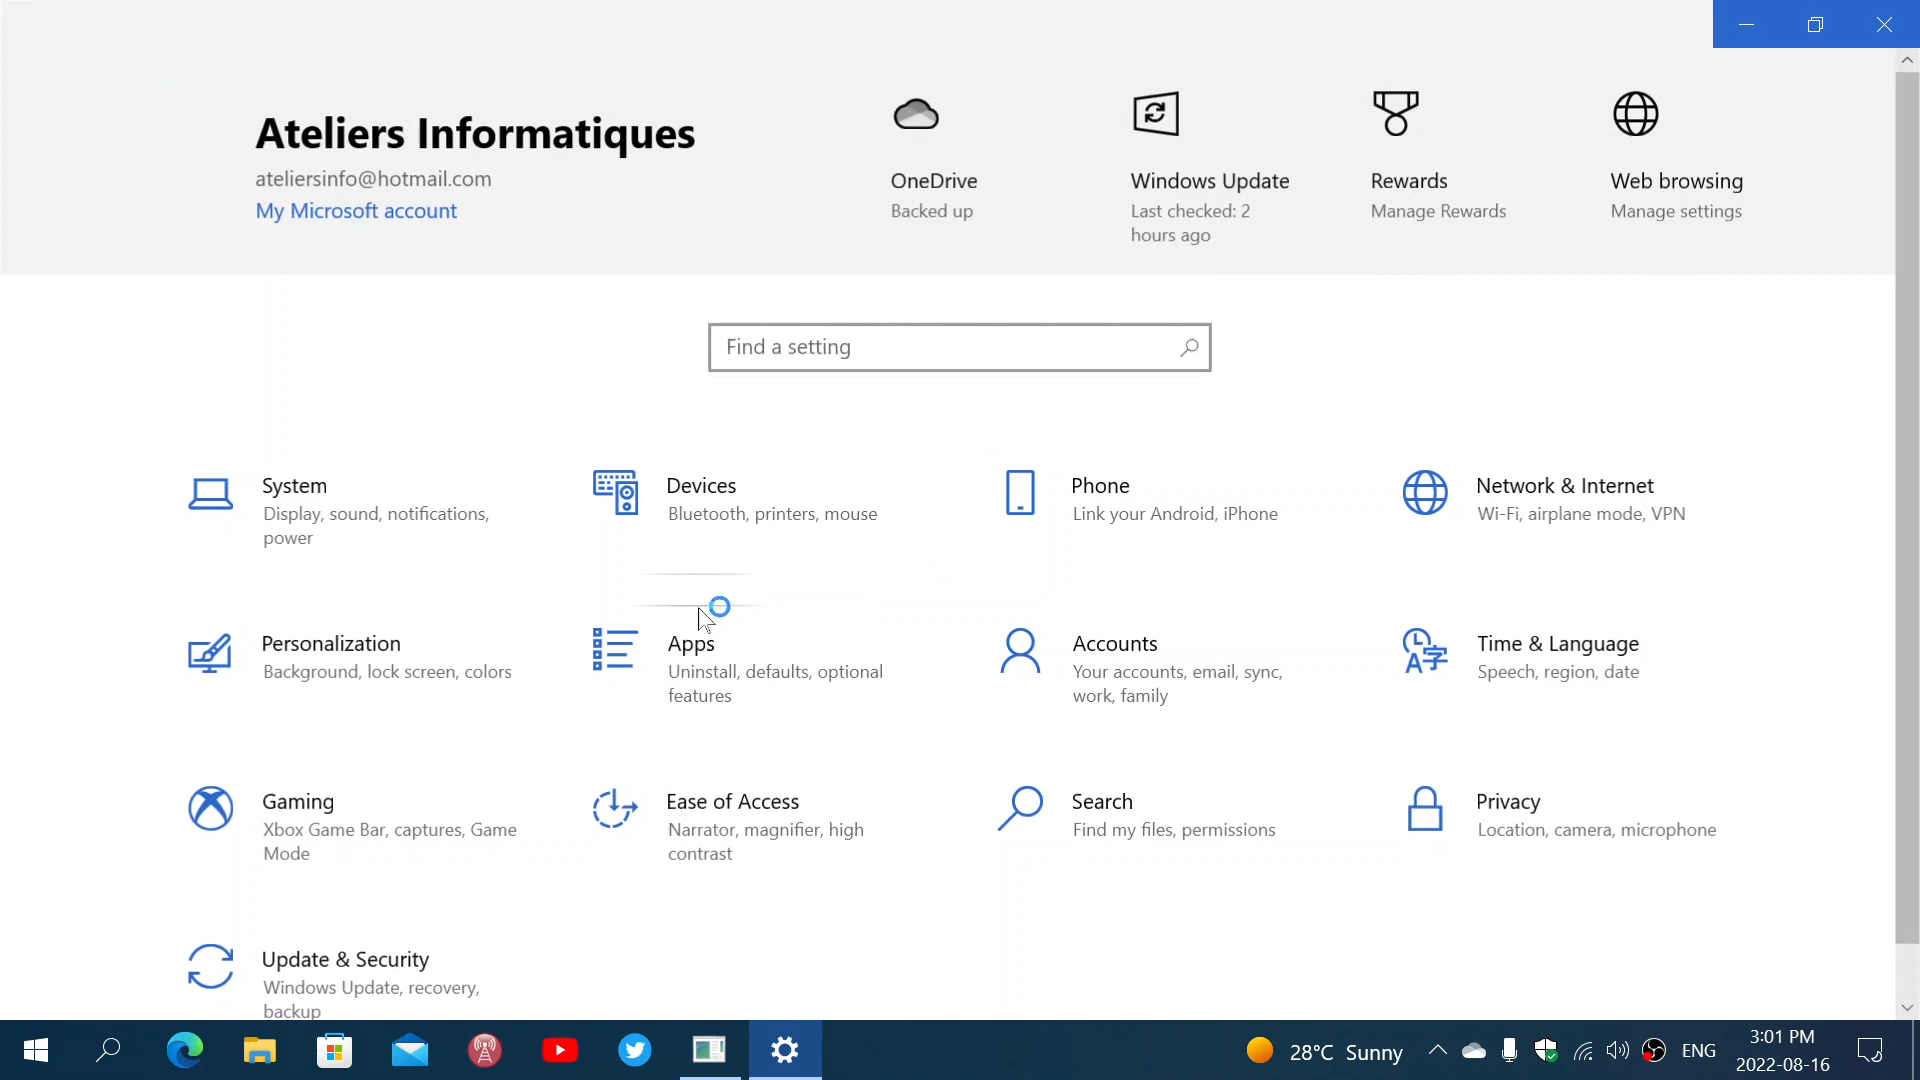 Ateliers Informatiques
ateliersinfo@hotmail.com
My Microsoft account
OneDrive
Backed up
Windows Update
Last checked: 2
hours ago
Rewards
Manage Rewards
Web browsing
Manage settings
Find a setting
System
Display, sound, notifications,
power
Devices
Bluetooth, printers, mouse
Phone
Link your Android, iPhone
Network & Internet
Wi-Fi, airplane mode, VPN
Personalization
Background, lock screen, colors
Apps
Uninstall, defaults, optional
features
Accounts
Your accounts, email, sync,
work, family
Time & Language
Speech, region, date
Gaming
Xbox Game Bar, captures, Game
Mode
Ease of Access
Narrator, magnifier, high
contrast
Search
Find my files, permissions
Privacy
Location, camera, microphone
Update & Security
Windows Update, recovery,
backup
28°C Sunny
ENG
3:01 PM
2022-08-16